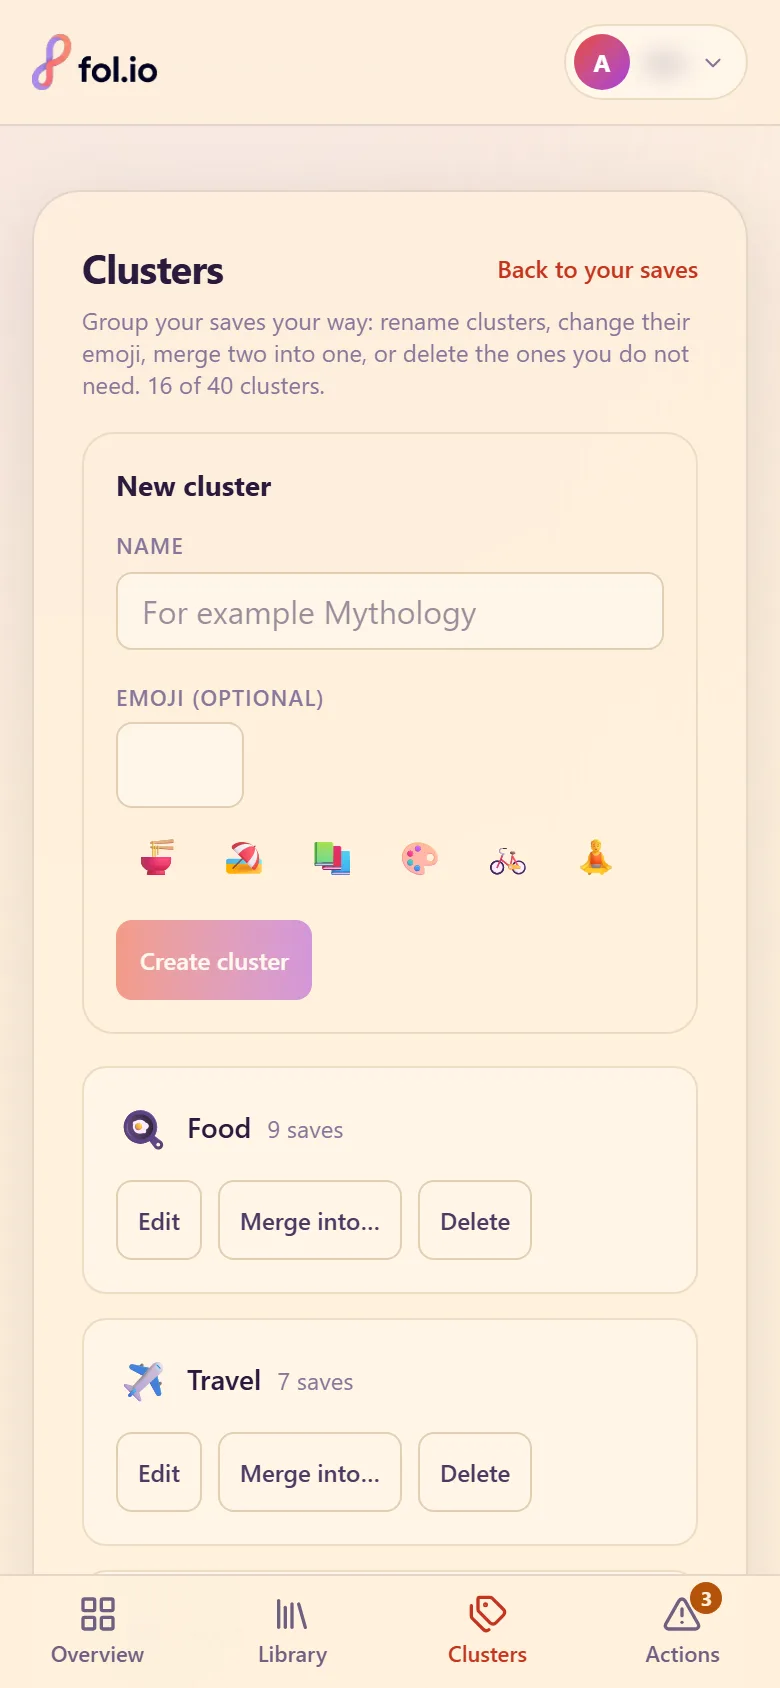 fol.io
A
Clusters
Back to your saves
Group your saves your way: rename clusters, change their
emoji, merge two into one, or delete the ones you do not
need. 16 of 40 clusters.
New cluster
NAME
For example Mythology
EMOJI (OPTIONAL)
Create cluster
Food 9 saves
Edit
Merge into...
Delete
Travel 7 saves
Edit
Merge into...
Delete
Overview
Library
Clusters
3
Actions